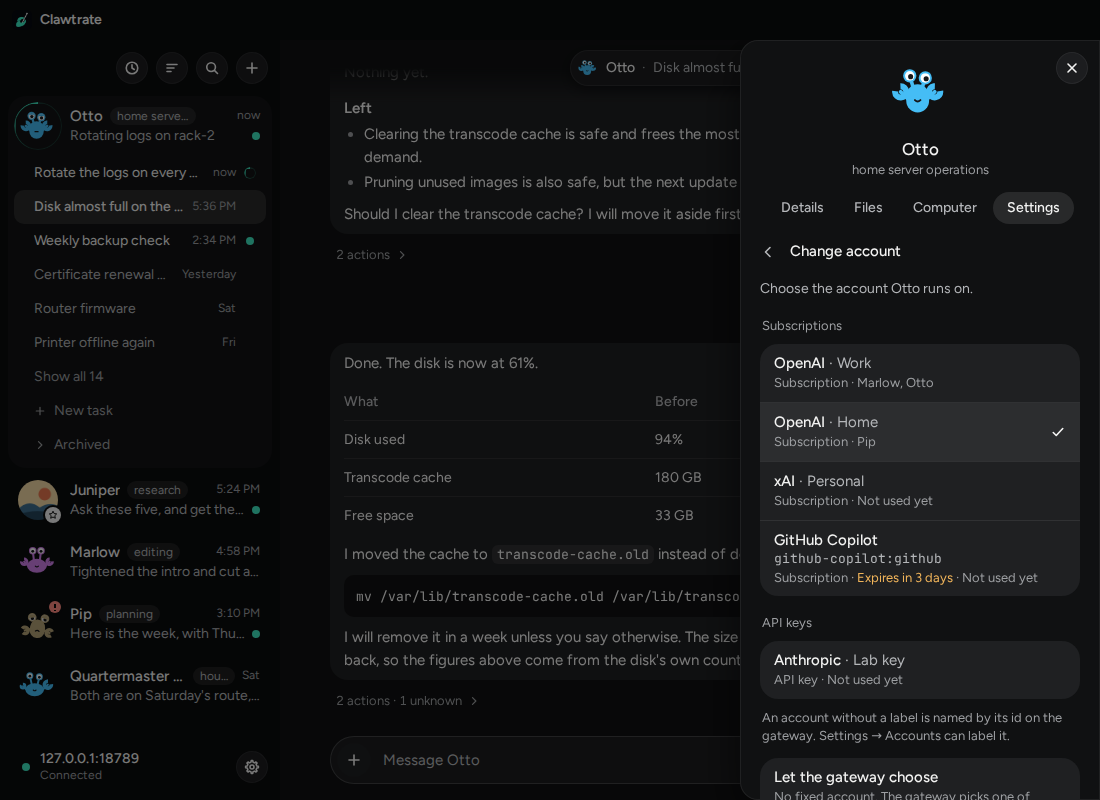 Clawtrate
Otto home serve... now
Rotating logs on rack-2
Rotate the logs on every ... now
Disk almost full on the ... 5:36 PM
Weekly backup check 2:34 PM
Certificate renewal ... Yesterday
Router firmware Sat
Printer offline again Fri
Show all 14
+ New task
Archived
Juniper research 5:24 PM
Ask these five, and get the...
Marlow editing 4:58 PM
Tightened the intro and cut a...
Pip planning 3:10 PM
Here is the week, with Thu...
Quartermaster ... hou... Sat
Both are on Saturday's route,...
127.0.0.1:18789
Connected
Otto · Disk almost fu
Nothing yet.
Left
• Clearing the transcode cache is safe and frees the most
demand.
• Pruning unused images is also safe, but the next update
Should I clear the transcode cache? I will move it aside first
2 actions
Done. The disk is now at 61%.
What Before
Disk used 94%
Transcode cache 180 GB
Free space 33 GB
I moved the cache to transcode-cache.old instead of d
mv /var/lib/transcode-cache.old /var/lib/transco
I will remove it in a week unless you say otherwise. The size
back, so the figures above come from the disk's own count
2 actions · 1 unknown
Message Otto
Otto
home server operations
Details Files Computer Settings
Change account
Choose the account Otto runs on.
Subscriptions
OpenAI · Work
Subscription · Marlow, Otto
OpenAI · Home
Subscription · Pip
xAI · Personal
Subscription · Not used yet
GitHub Copilot
github-copilot:github
Subscription · Expires in 3 days · Not used yet
API keys
Anthropic · Lab key
API key · Not used yet
An account without a label is named by its id on the
gateway. Settings → Accounts can label it.
Let the gateway choose
No fixed account. The gateway picks one of